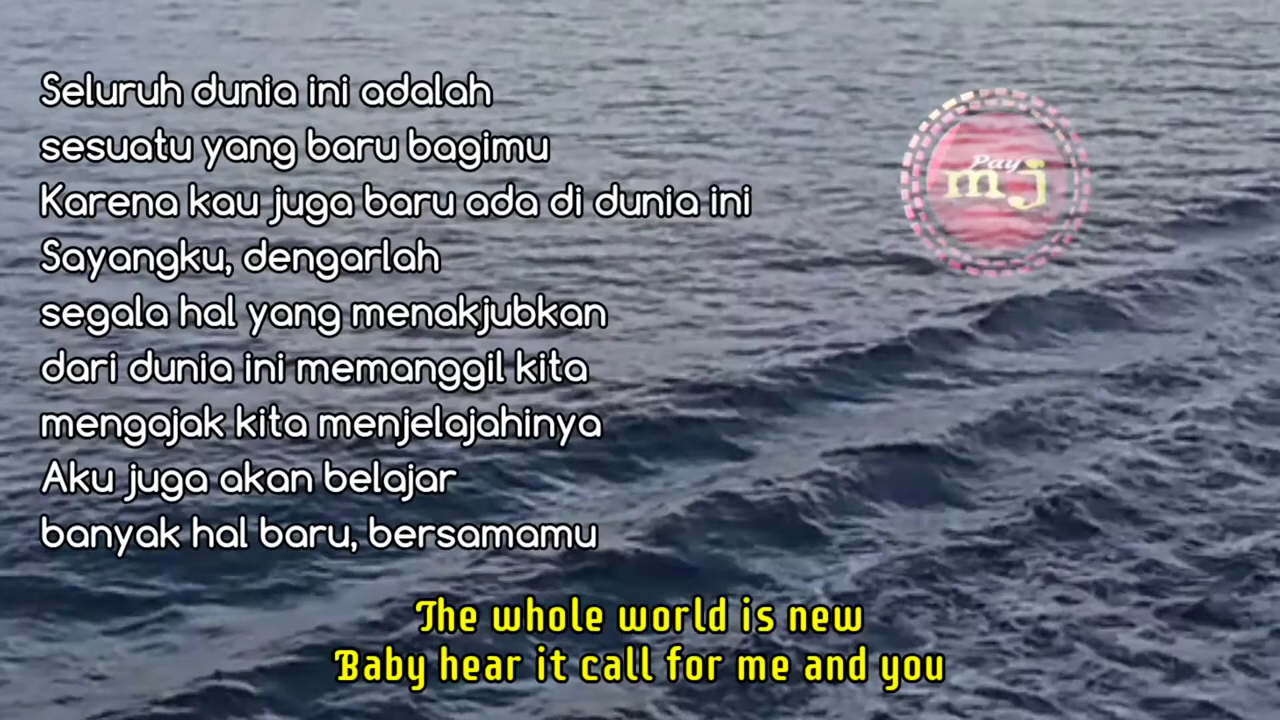 Seluruh dunia ini adalah
sesuatu yang baru bagimu
Karena kau juga baru ada di dunia ini
Sayangku, dengarlah
segala hal yang menakjubkan
dari dunia ini memanggil kita
mengajak kita menjelajahinya
Aku juga akan belajar
banyak hal baru, bersamamu
Pay
mj
The whole world is new
Baby hear it call for me and you